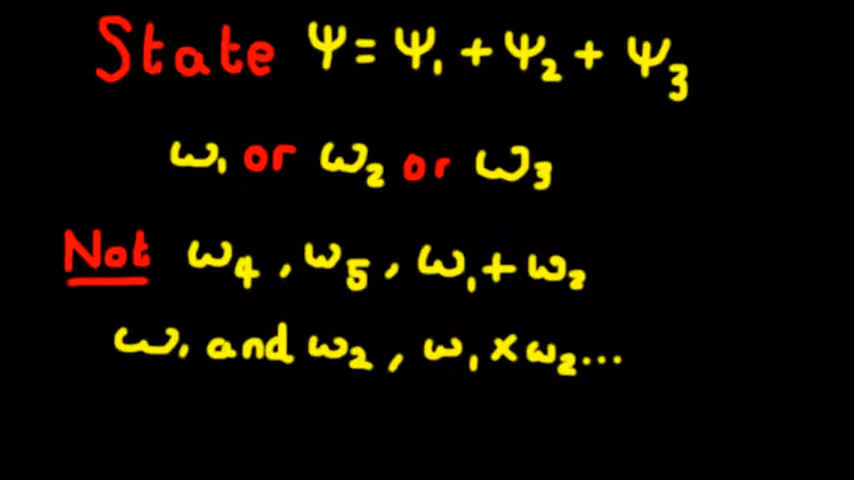 State Ψ = Ψ₁ + Ψ₂ + Ψ₃
ω₁ or ω₂ or ω₃
Not ω₄ , ω₅ , ω₁ + ω₂
ω₁ and ω₂ , ω₁ × ω₂ ...